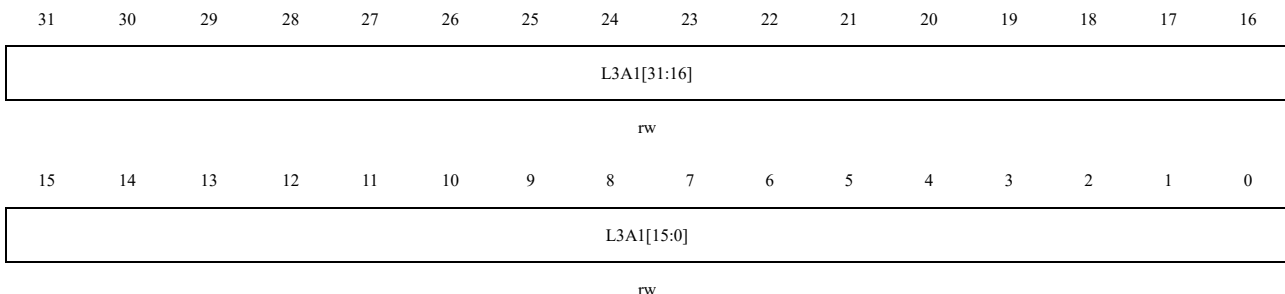 31 30 29 28 27 26 25 24 23 22 21 20 19 18 17 16
L3A1[31:16]
rw
15 14 13 12 11 10 9 8 7 6 5 4 3 2 1 0
L3A1[15:0]
rw